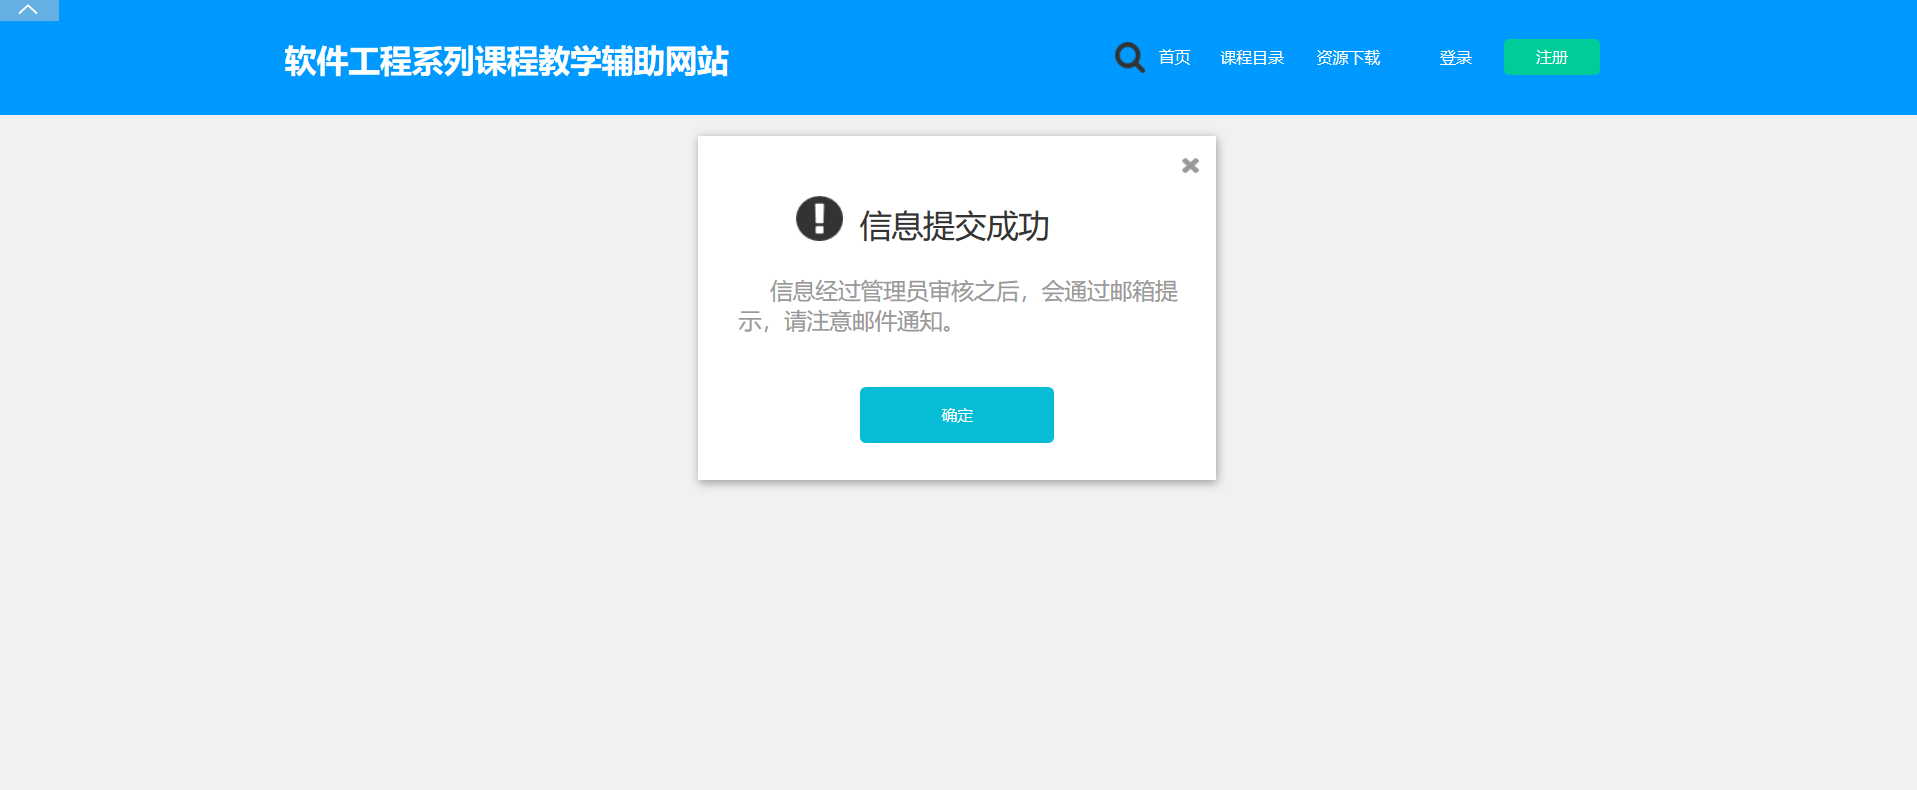 软件工程系列课程教学辅助网站
首页 课程目录 资源下载 登录 注册
信息提交成功
信息经过管理员审核之后，会通过邮箱提
示，请注意邮件通知。
确定